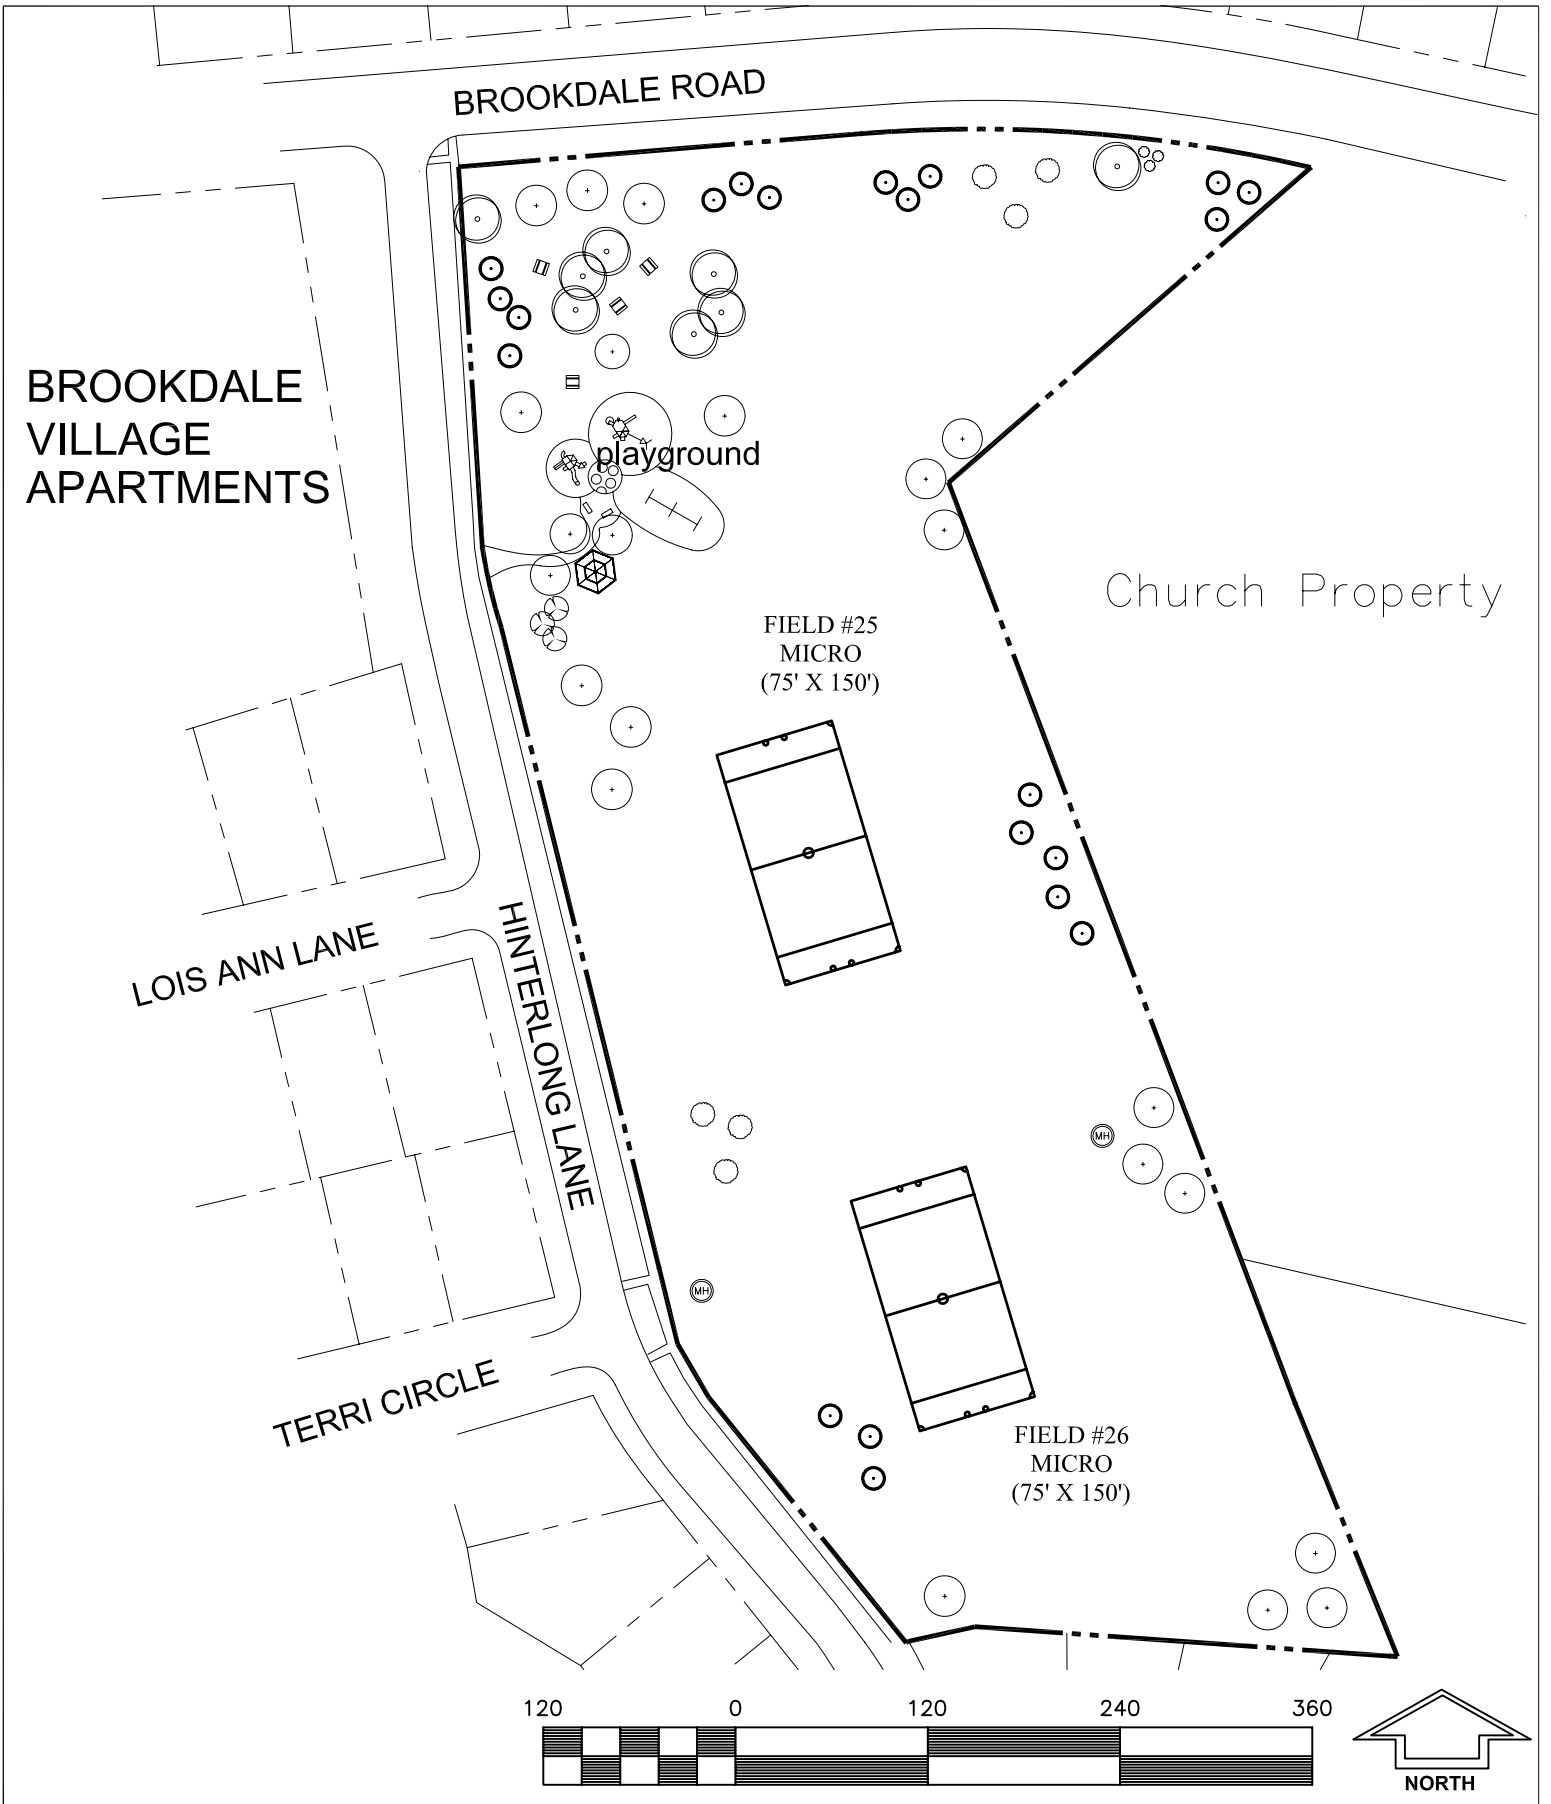 BROOKDALE ROAD
BROOKDALE
VILLAGE
APARTMENTS
playground
Church Property
FIELD #25
MICRO
(75' X 150')
LOIS ANN LANE
HINTERLONG LANE
MH
MH
TERRI CIRCLE
FIELD #26
MICRO
(75' X 150')
120 0 120 240 360
NORTH